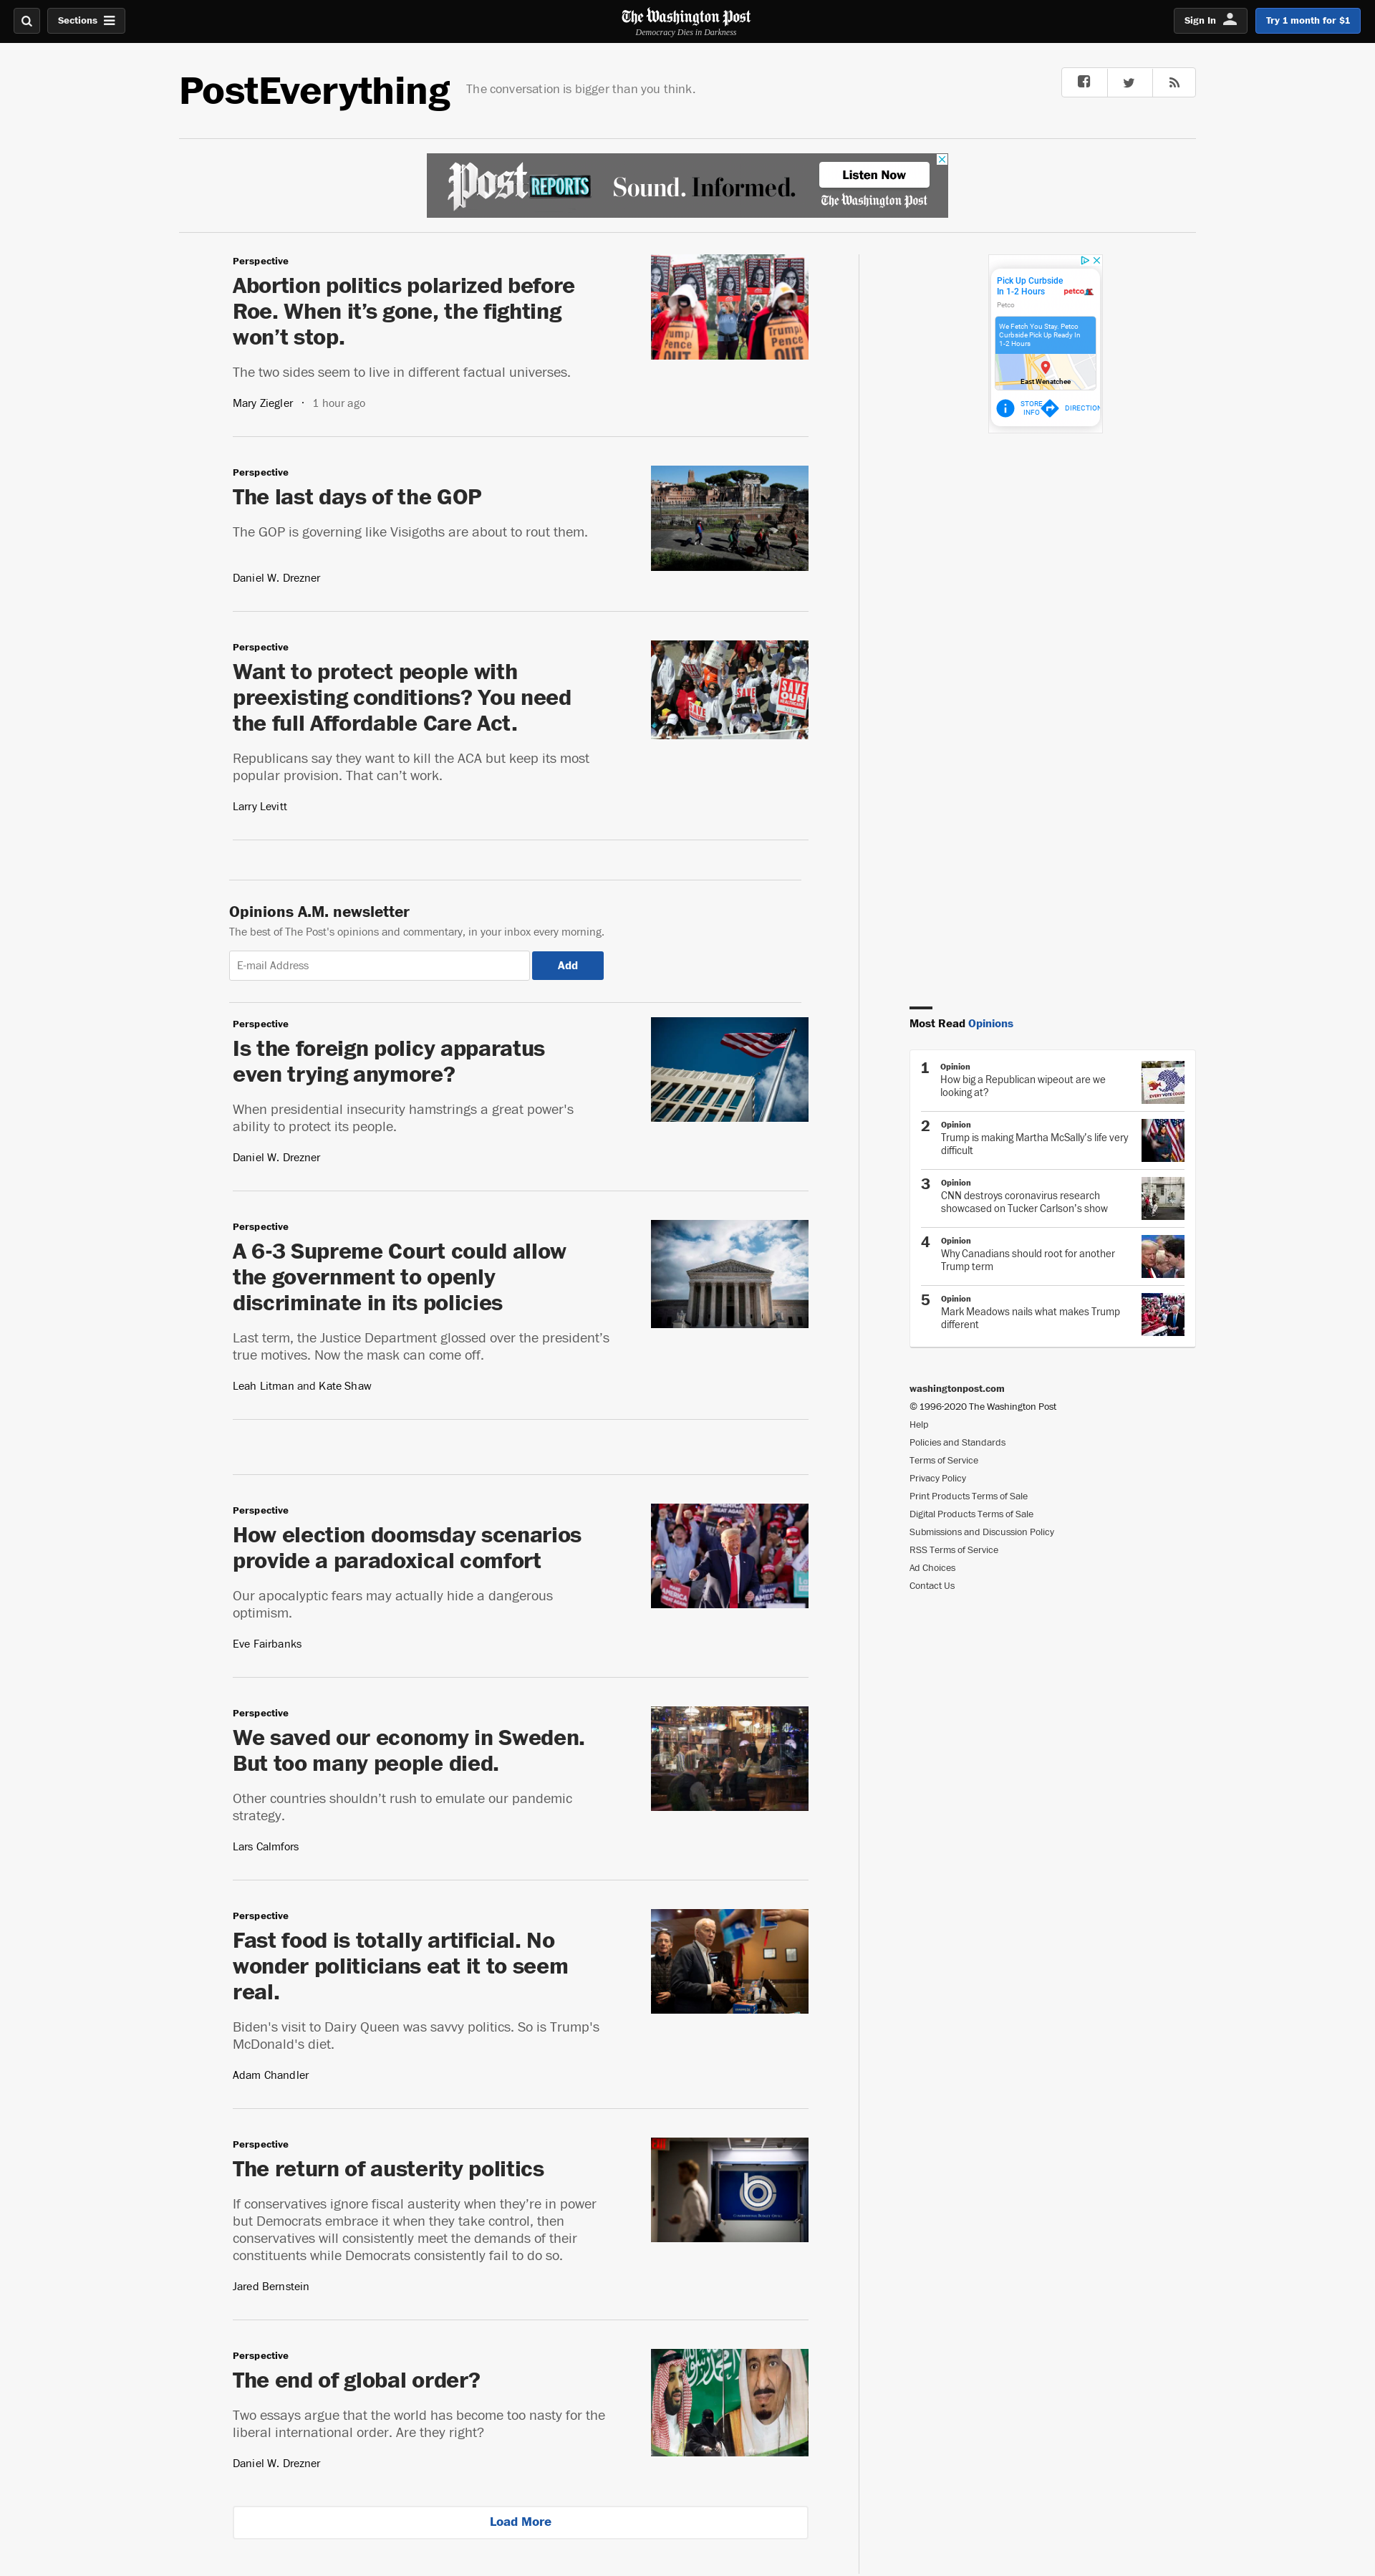 Sections
The Washington Post
Democracy Dies in Darkness
Sign In
Try 1 month for $1
PostEverything
The conversation is bigger than you think.
Post REPORTS
Sound. Informed.
Listen Now
The Washington Post
Perspective
Abortion politics polarized before
Roe. When it’s gone, the fighting
won’t stop.
The two sides seem to live in different factual universes.
Mary Ziegler · 1 hour ago
Trump/
Pence
OUT
Trump/
Pence
OUT
Pick Up Curbside
In 1-2 Hours
petco
Petco
We Fetch You Stay. Petco
Curbside Pick Up Ready In
1-2 Hours
East Wenatchee
STORE
INFO
DIRECTION
Perspective
The last days of the GOP
The GOP is governing like Visigoths are about to rout them.
Daniel W. Drezner
Perspective
Want to protect people with
preexisting conditions? You need
the full Affordable Care Act.
Republicans say they want to kill the ACA but keep its most
popular provision. That can’t work.
Larry Levitt
SAVE
OUR
Opinions A.M. newsletter
The best of The Post's opinions and commentary, in your inbox every morning.
E-mail Address
Add
Perspective
Is the foreign policy apparatus
even trying anymore?
When presidential insecurity hamstrings a great power's
ability to protect its people.
Daniel W. Drezner
Perspective
A 6-3 Supreme Court could allow
the government to openly
discriminate in its policies
Last term, the Justice Department glossed over the president’s
true motives. Now the mask can come off.
Leah Litman and Kate Shaw
Perspective
How election doomsday scenarios
provide a paradoxical comfort
Our apocalyptic fears may actually hide a dangerous
optimism.
Eve Fairbanks
Perspective
We saved our economy in Sweden.
But too many people died.
Other countries shouldn’t rush to emulate our pandemic
strategy.
Lars Calmfors
Perspective
Fast food is totally artificial. No
wonder politicians eat it to seem
real.
Biden's visit to Dairy Queen was savvy politics. So is Trump's
McDonald's diet.
Adam Chandler
Perspective
The return of austerity politics
If conservatives ignore fiscal austerity when they’re in power
but Democrats embrace it when they take control, then
conservatives will consistently meet the demands of their
constituents while Democrats consistently fail to do so.
Jared Bernstein
Perspective
The end of global order?
Two essays argue that the world has become too nasty for the
liberal international order. Are they right?
Daniel W. Drezner
Load More
Most Read Opinions
1
Opinion
How big a Republican wipeout are we
looking at?
EVERY VOTE COUNTS
2
Opinion
Trump is making Martha McSally’s life very
difficult
3
Opinion
CNN destroys coronavirus research
showcased on Tucker Carlson’s show
4
Opinion
Why Canadians should root for another
Trump term
5
Opinion
Mark Meadows nails what makes Trump
different
washingtonpost.com
© 1996-2020 The Washington Post
Help
Policies and Standards
Terms of Service
Privacy Policy
Print Products Terms of Sale
Digital Products Terms of Sale
Submissions and Discussion Policy
RSS Terms of Service
Ad Choices
Contact Us